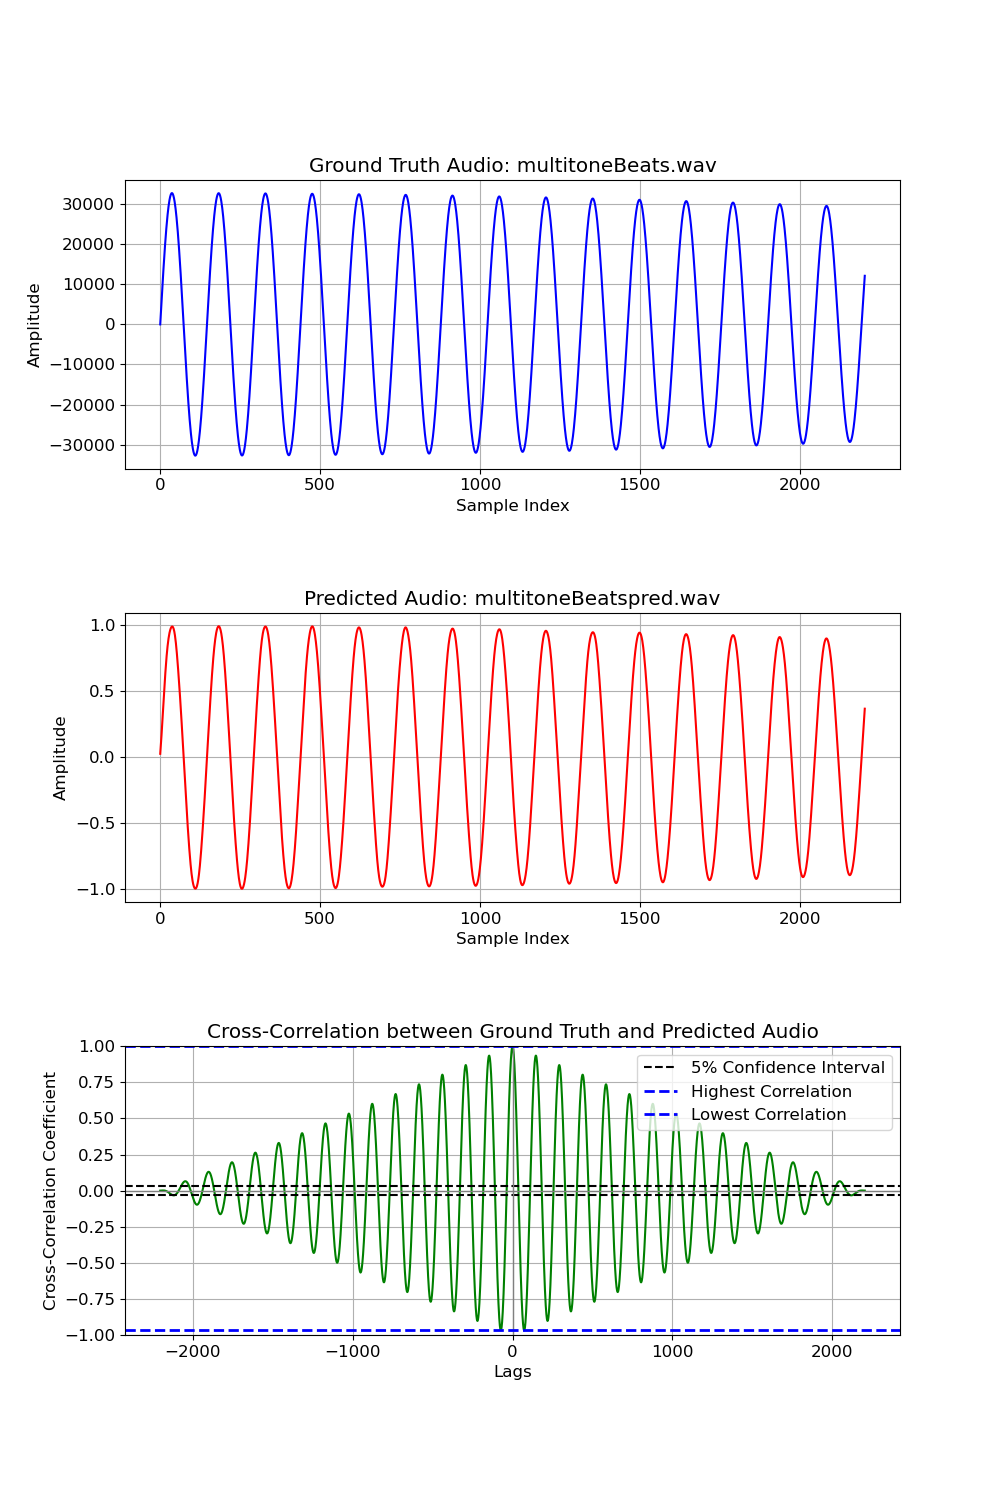 Ground Truth Audio: multitoneBeats.wav
30000
20000
10000
0
−10000
−20000
−30000
Amplitude
0 500 1000 1500 2000
Sample Index
Predicted Audio: multitoneBeatspred.wav
1.0
0.5
0.0
−0.5
−1.0
Amplitude
0 500 1000 1500 2000
Sample Index
Cross-Correlation between Ground Truth and Predicted Audio
1.00
0.75
0.50
0.25
0.00
−0.25
−0.50
−0.75
−1.00
Cross-Correlation Coefficient
5% Confidence Interval
Highest Correlation
Lowest Correlation
−2000 −1000 0 1000 2000
Lags